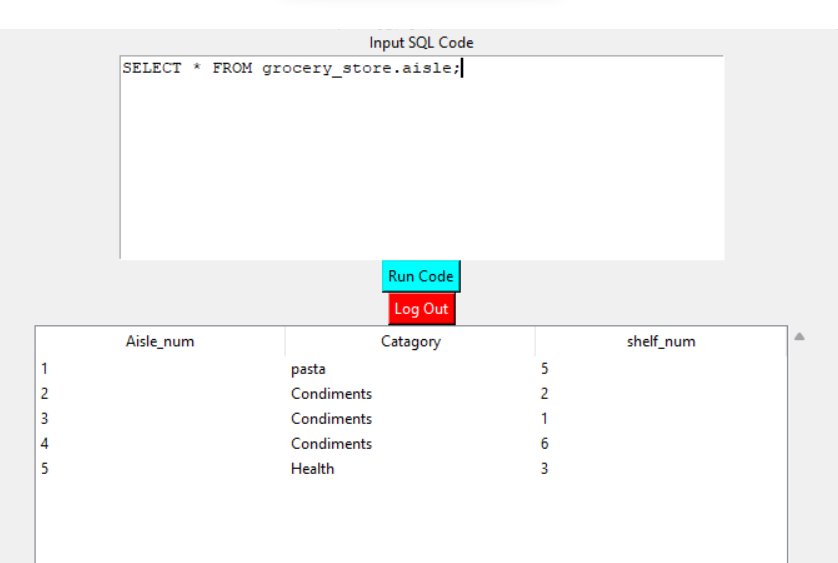 Input SQL Code
SELECT * FROM grocery_store.aisle;
Run Code
Log Out
Aisle_num Catagory shelf_num
1 pasta 5
2 Condiments 2
3 Condiments 1
4 Condiments 6
5 Health 3